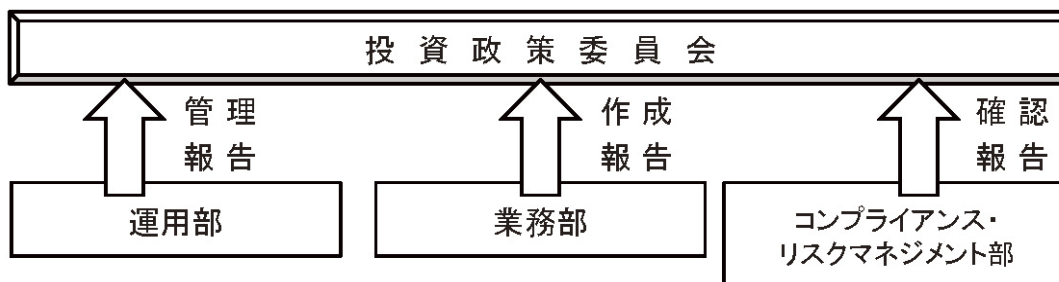 投資政策委員会
管理
報告
作成
報告
確認
報告
運用部
業務部
コンプライアンス・
リスクマネジメント部